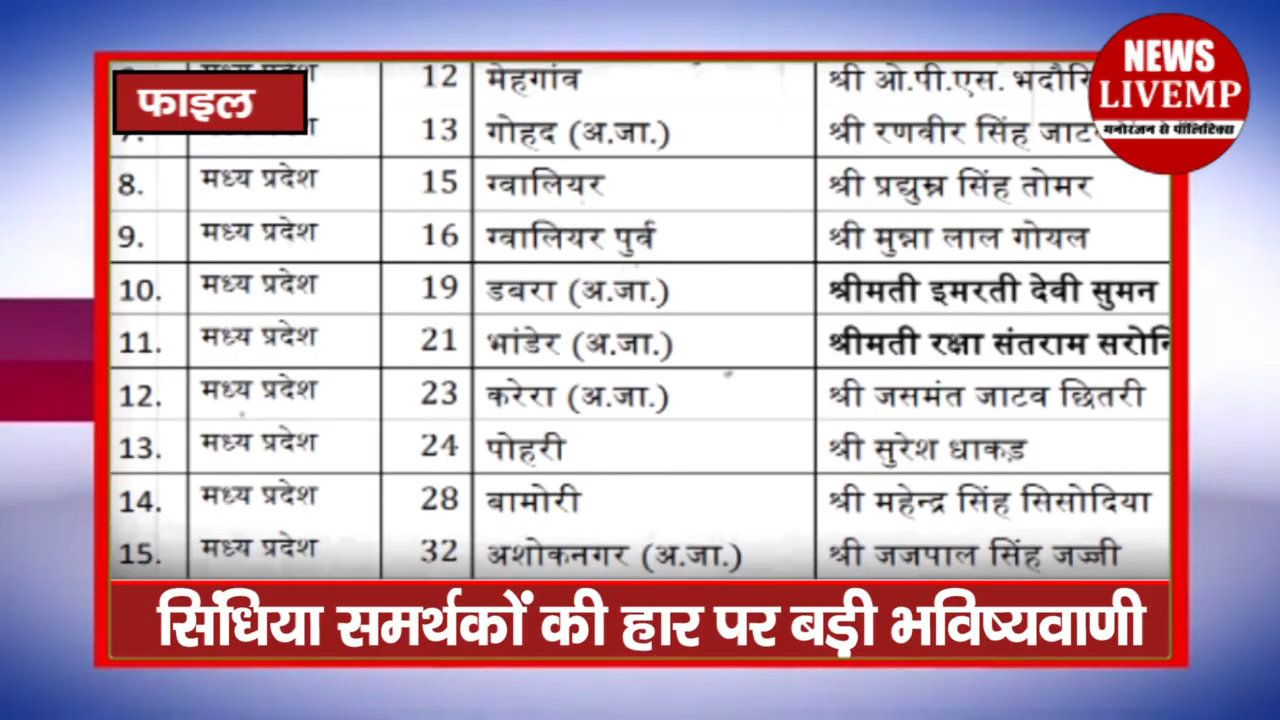 NEWS
LIVEMP
मनोरंजन से पॉलिटिक्स
फाइल
12 मेहगांव श्री ओ.पी.एस.
13 गोहद (अ.जा.) श्री रणवीर सिंह
8. मध्य प्रदेश 15 ग्वालियर श्री प्रद्युम्न सिंह तोमर
9. मध्य प्रदेश 16 ग्वालियर पुर्व श्री मुन्ना लाल गोयल
10. मध्य प्रदेश 19 डबरा (अ.जा.) श्रीमती इमरती देवी सुमन
11. मध्य प्रदेश 21 भांडेर (अ.जा.) श्रीमती रक्षा संतराम
12. मध्य प्रदेश 23 करेरा (अ.जा.) श्री जसमंत जाटव छितरी
13. मध्य प्रदेश 24 पोहरी श्री सुरेश धाकड़
14. मध्य प्रदेश 28 बामोरी श्री महेन्द्र सिंह सिसोदिया
15. मध्य प्रदेश 32 अशोकनगर (अ.जा.) श्री जजपाल सिंह जज्जी
सिंधिया समर्थकों की हार पर बड़ी भविष्यवाणी